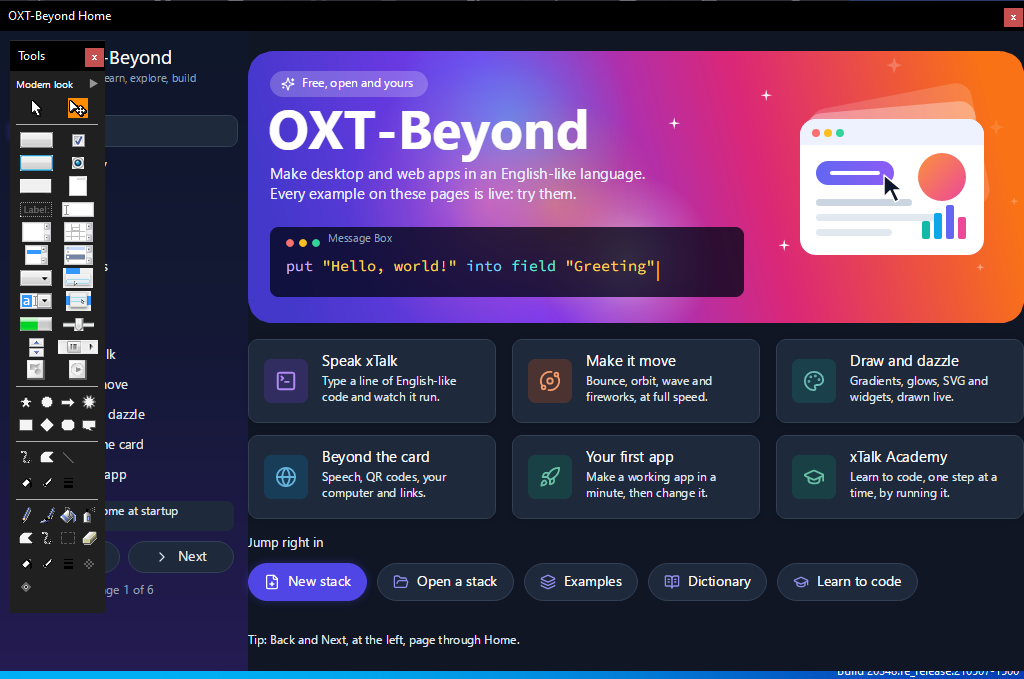 OXT-Beyond Home
x
Tools
x
Modern look
-Beyond
earn, explore, build
Label:
lk
ove
dazzle
e card
app
ome at startup
Next
ge 1 of 6
Free, open and yours
OXT-Beyond
Make desktop and web apps in an English-like language.
Every example on these pages is live: try them.
Message Box
put "Hello, world!" into field "Greeting"
Speak xTalk
Type a line of English-like
code and watch it run.
Make it move
Bounce, orbit, wave and
fireworks, at full speed.
Draw and dazzle
Gradients, glows, SVG and
widgets, drawn live.
Beyond the card
Speech, QR codes, your
computer and links.
Your first app
Make a working app in a
minute, then change it.
xTalk Academy
Learn to code, one step at a
time, by running it.
Jump right in
New stack
Open a stack
Examples
Dictionary
Learn to code
Tip: Back and Next, at the left, page through Home.